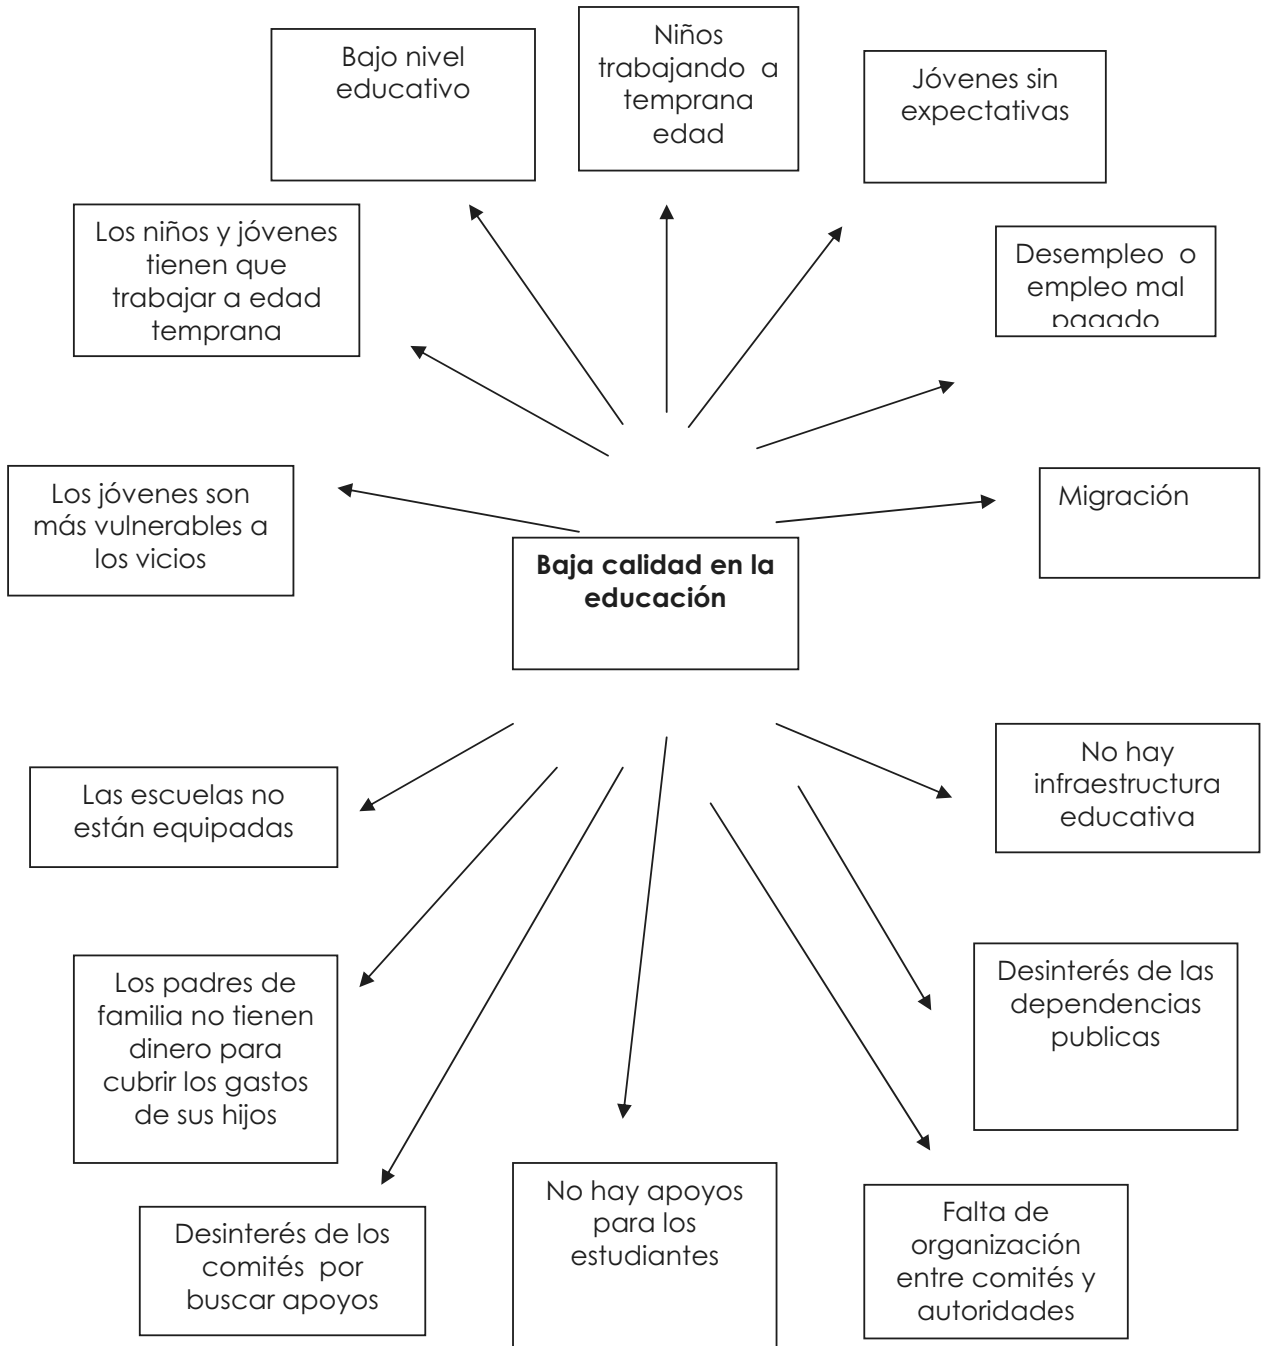 Bajo nivel
educativo
Niños
trabajando a
temprana
edad
Jóvenes sin
expectativas
Los niños y jóvenes
tienen que
trabajar a edad
temprana
Desempleo o
empleo mal
pagado
Los jóvenes son
más vulnerables a
los vicios
Migración
Baja calidad en la
educación
Las escuelas no
están equipadas
No hay
infraestructura
educativa
Los padres de
familia no tienen
dinero para
cubrir los gastos
de sus hijos
Desinterés de las
dependencias
publicas
Desinterés de los
comités por
buscar apoyos
No hay apoyos
para los
estudiantes
Falta de
organización
entre comités y
autoridades